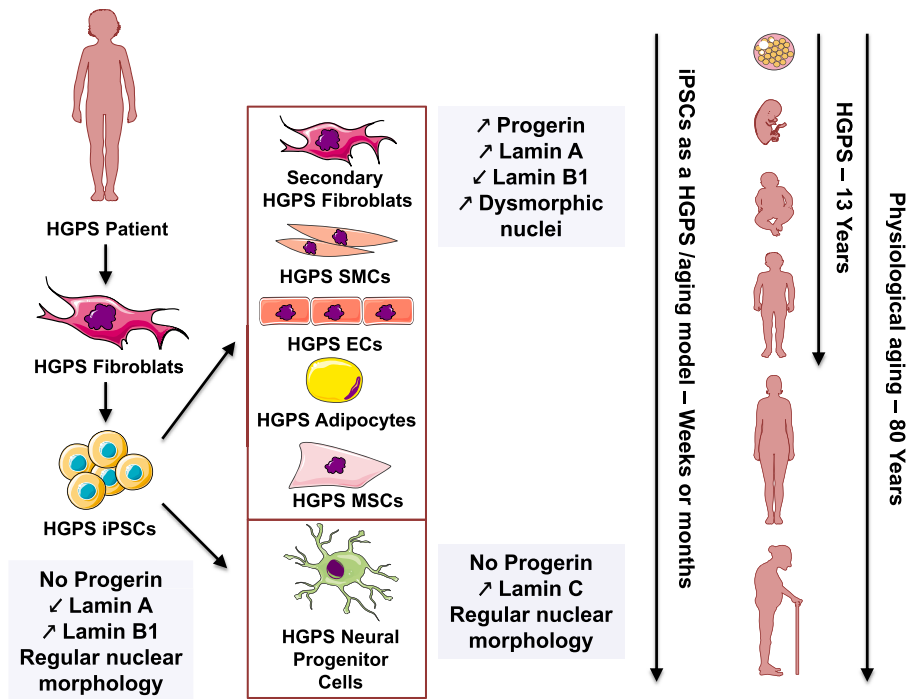 HGPS Patient
HGPS Fibroblats
HGPS iPSCs
No Progerin
↙ Lamin A
↗ Lamin B1
Regular nuclear
morphology
Secondary
HGPS Fibroblats
HGPS SMCs
HGPS ECs
HGPS Adipocytes
HGPS MSCs
HGPS Neural
Progenitor
Cells
↗ Progerin
↗ Lamin A
↙ Lamin B1
↗ Dysmorphic
nuclei
No Progerin
↗ Lamin C
Regular nuclear
morphology
iPSCs as a HGPS /aging model – Weeks or months
HGPS – 13 Years
Physiological aging – 80 Years